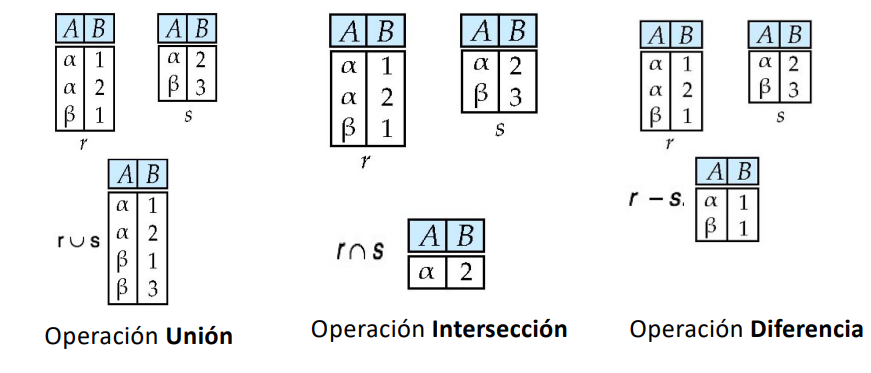 A B
α 1
α 2
β 1
r
A B
α 2
β 3
s
r ∪ s
A B
α 1
α 2
β 1
β 3
Operación Unión
A B
α 1
α 2
β 1
r
A B
α 2
β 3
s
r ∩ s
A B
α 2
Operación Intersección
A B
α 1
α 2
β 1
r
A B
α 2
β 3
s
r – s.
A B
α 1
β 1
Operación Diferencia